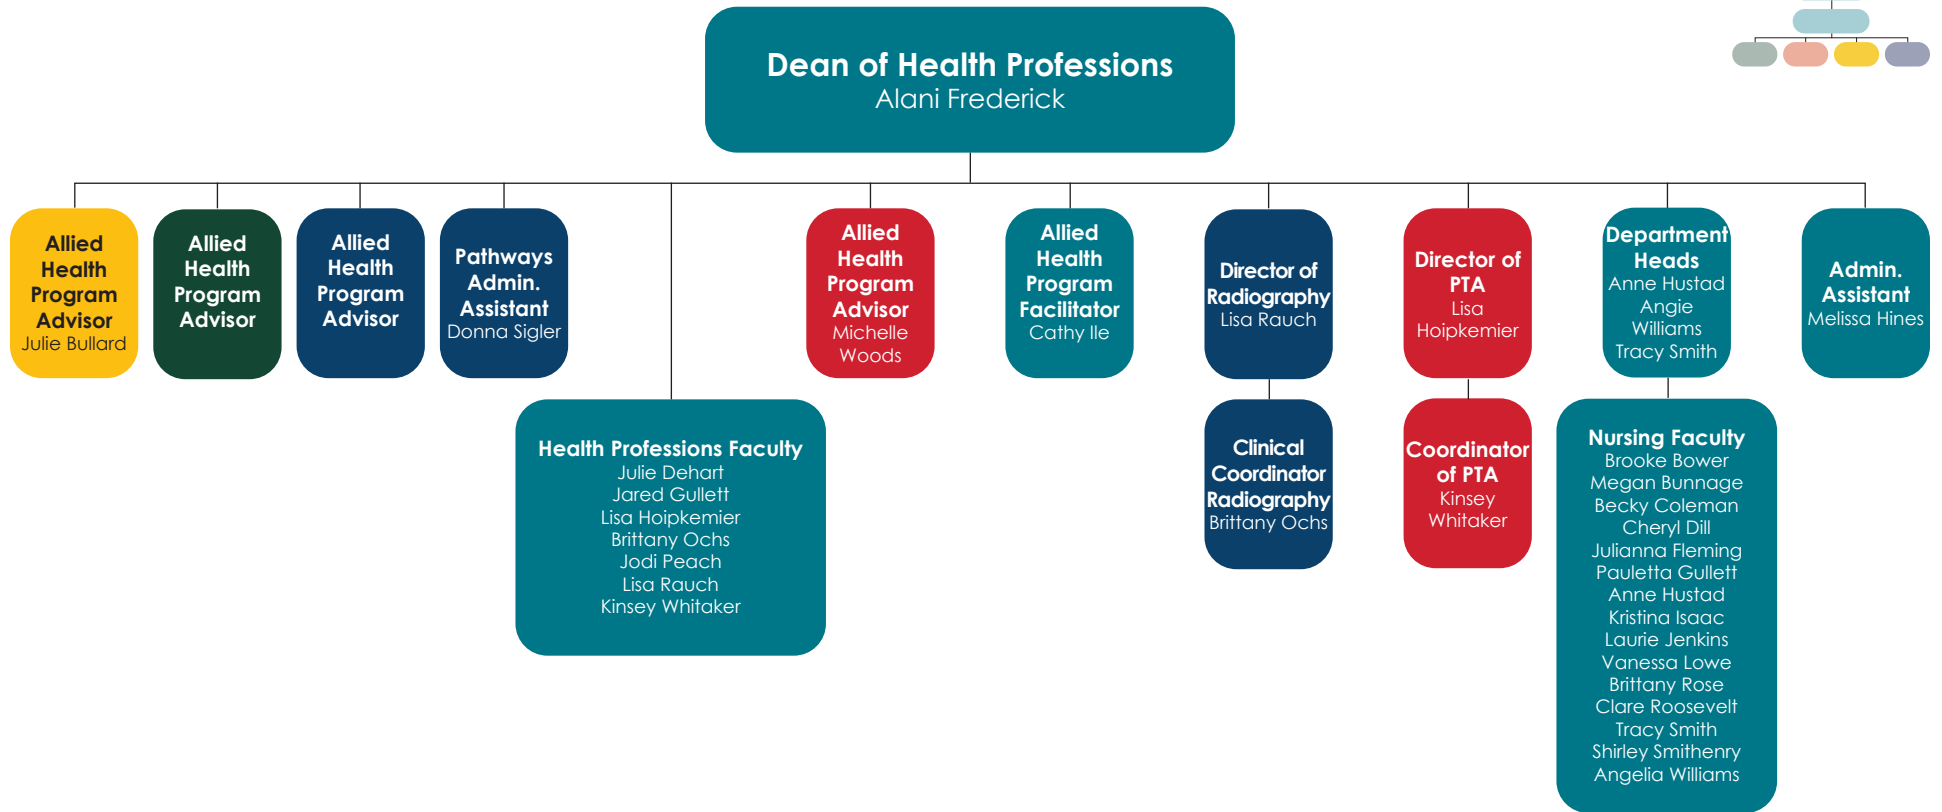 Dean of Health Professions
Alani Frederick
Allied
Health
Program
Advisor
Julie Bullard
Allied
Health
Program
Advisor
Allied
Health
Program
Advisor
Pathways
Admin.
Assistant
Donna Sigler
Allied
Health
Program
Advisor
Michelle
Woods
Allied
Health
Program
Facilitator
Cathy Ile
Director of
Radiography
Lisa Rauch
Director of
PTA
Lisa
Hoipkemier
Department
Heads
Anne Hustad
Angie
Williams
Tracy Smith
Admin.
Assistant
Melissa Hines
Health Professions Faculty
Julie Dehart
Jared Gullett
Lisa Hoipkemier
Brittany Ochs
Jodi Peach
Lisa Rauch
Kinsey Whitaker
Clinical
Coordinator
Radiography
Brittany Ochs
Coordinator
of PTA
Kinsey
Whitaker
Nursing Faculty
Brooke Bower
Megan Bunnage
Becky Coleman
Cheryl Dill
Julianna Fleming
Pauletta Gullett
Anne Hustad
Kristina Isaac
Laurie Jenkins
Vanessa Lowe
Brittany Rose
Clare Roosevelt
Tracy Smith
Shirley Smithenry
Angelia Williams